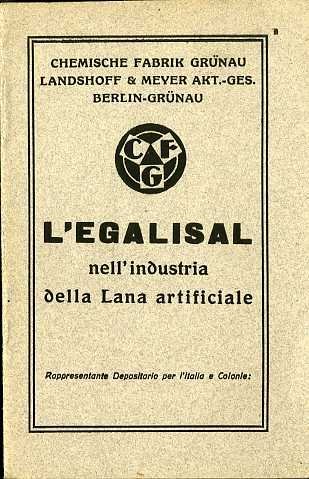 CHEMISCHE FABRIK GRÜNAU
LANDSHOFF & MEYER AKT.-GES.
BERLIN-GRÜNAU
C F G
L'EGALISAL
nell'industria
della Lana artificiale
Rappresentante Depositario per l'Italia e Colonie: